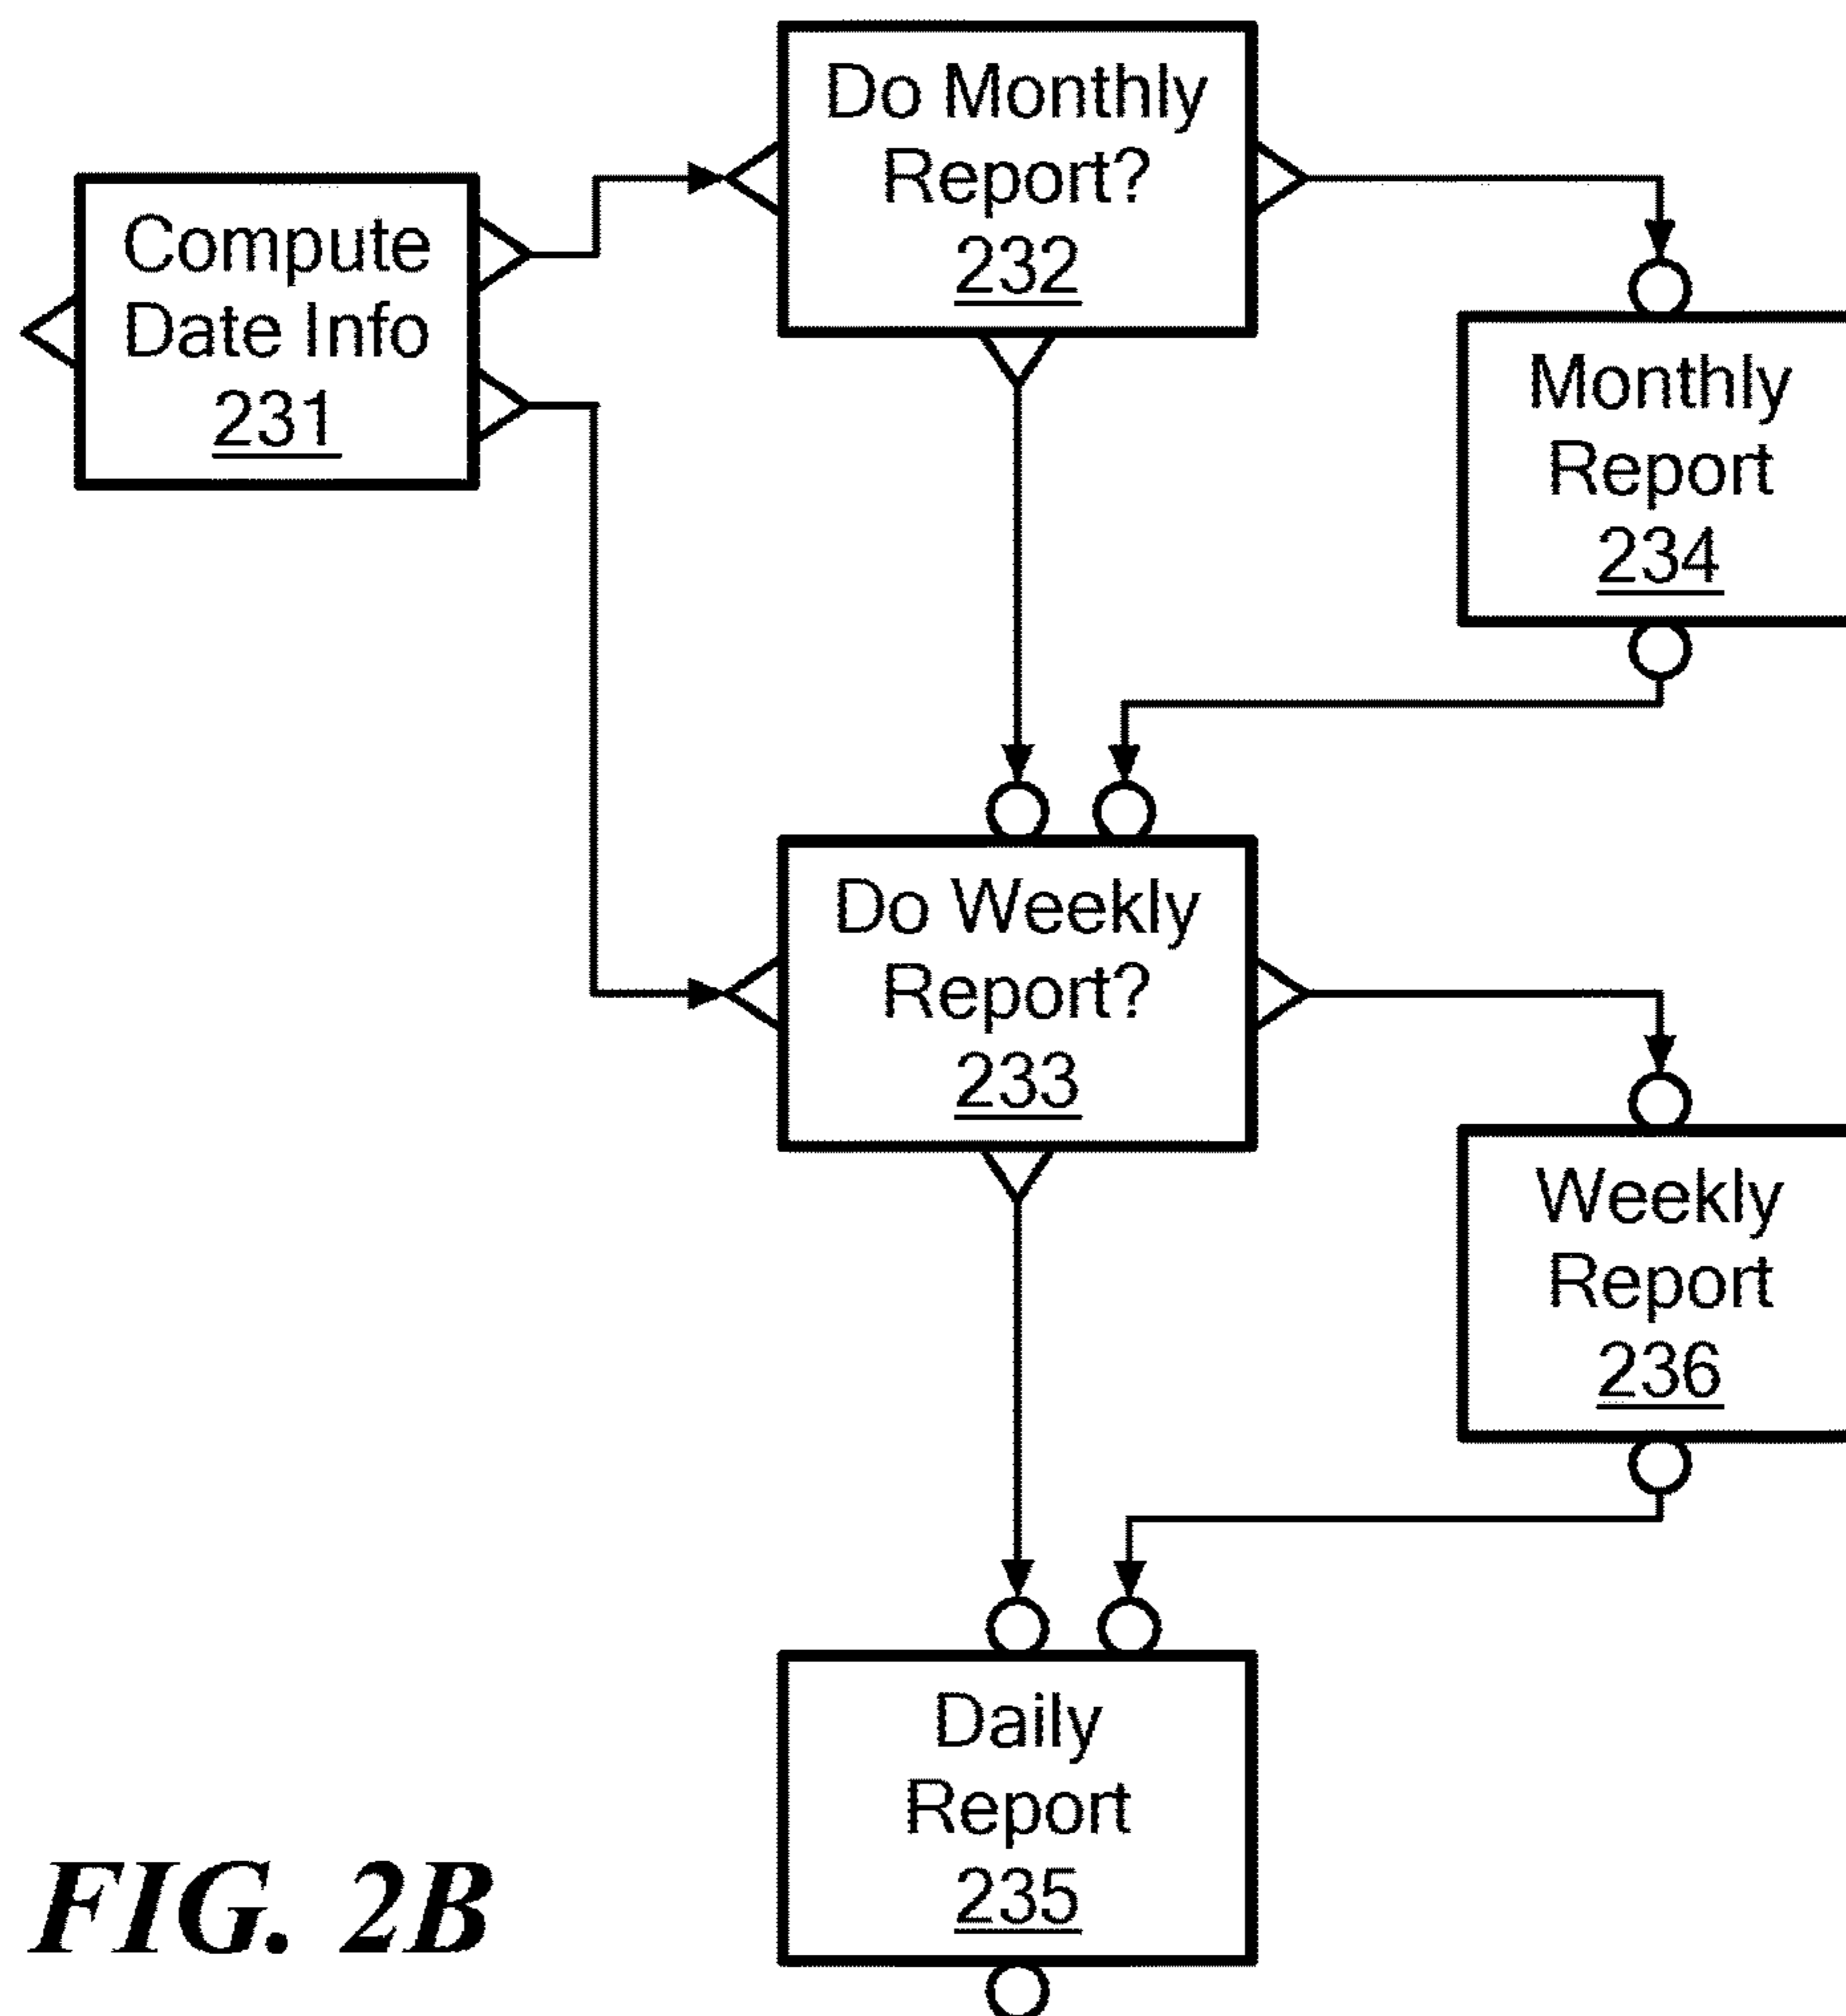 Do Monthly
Report?
232
Compute
Date Info
231
Monthly
Report
234
Do Weekly
Report?
233
Weekly
Report
236
Daily
Report
235
FIG. 2B